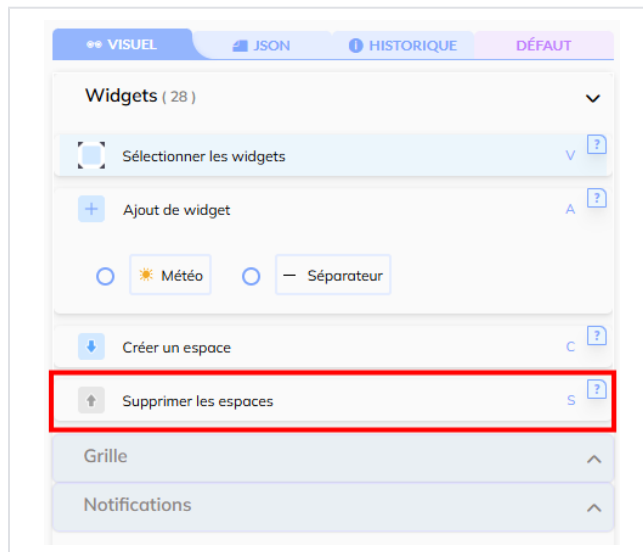 VISUEL JSON HISTORIQUE DÉFAUT
Widgets ( 28 )
Sélectionner les widgets V ?
Ajout de widget A ?
Météo Séparateur
Créer un espace C ?
Supprimer les espaces S ?
Grille
Notifications